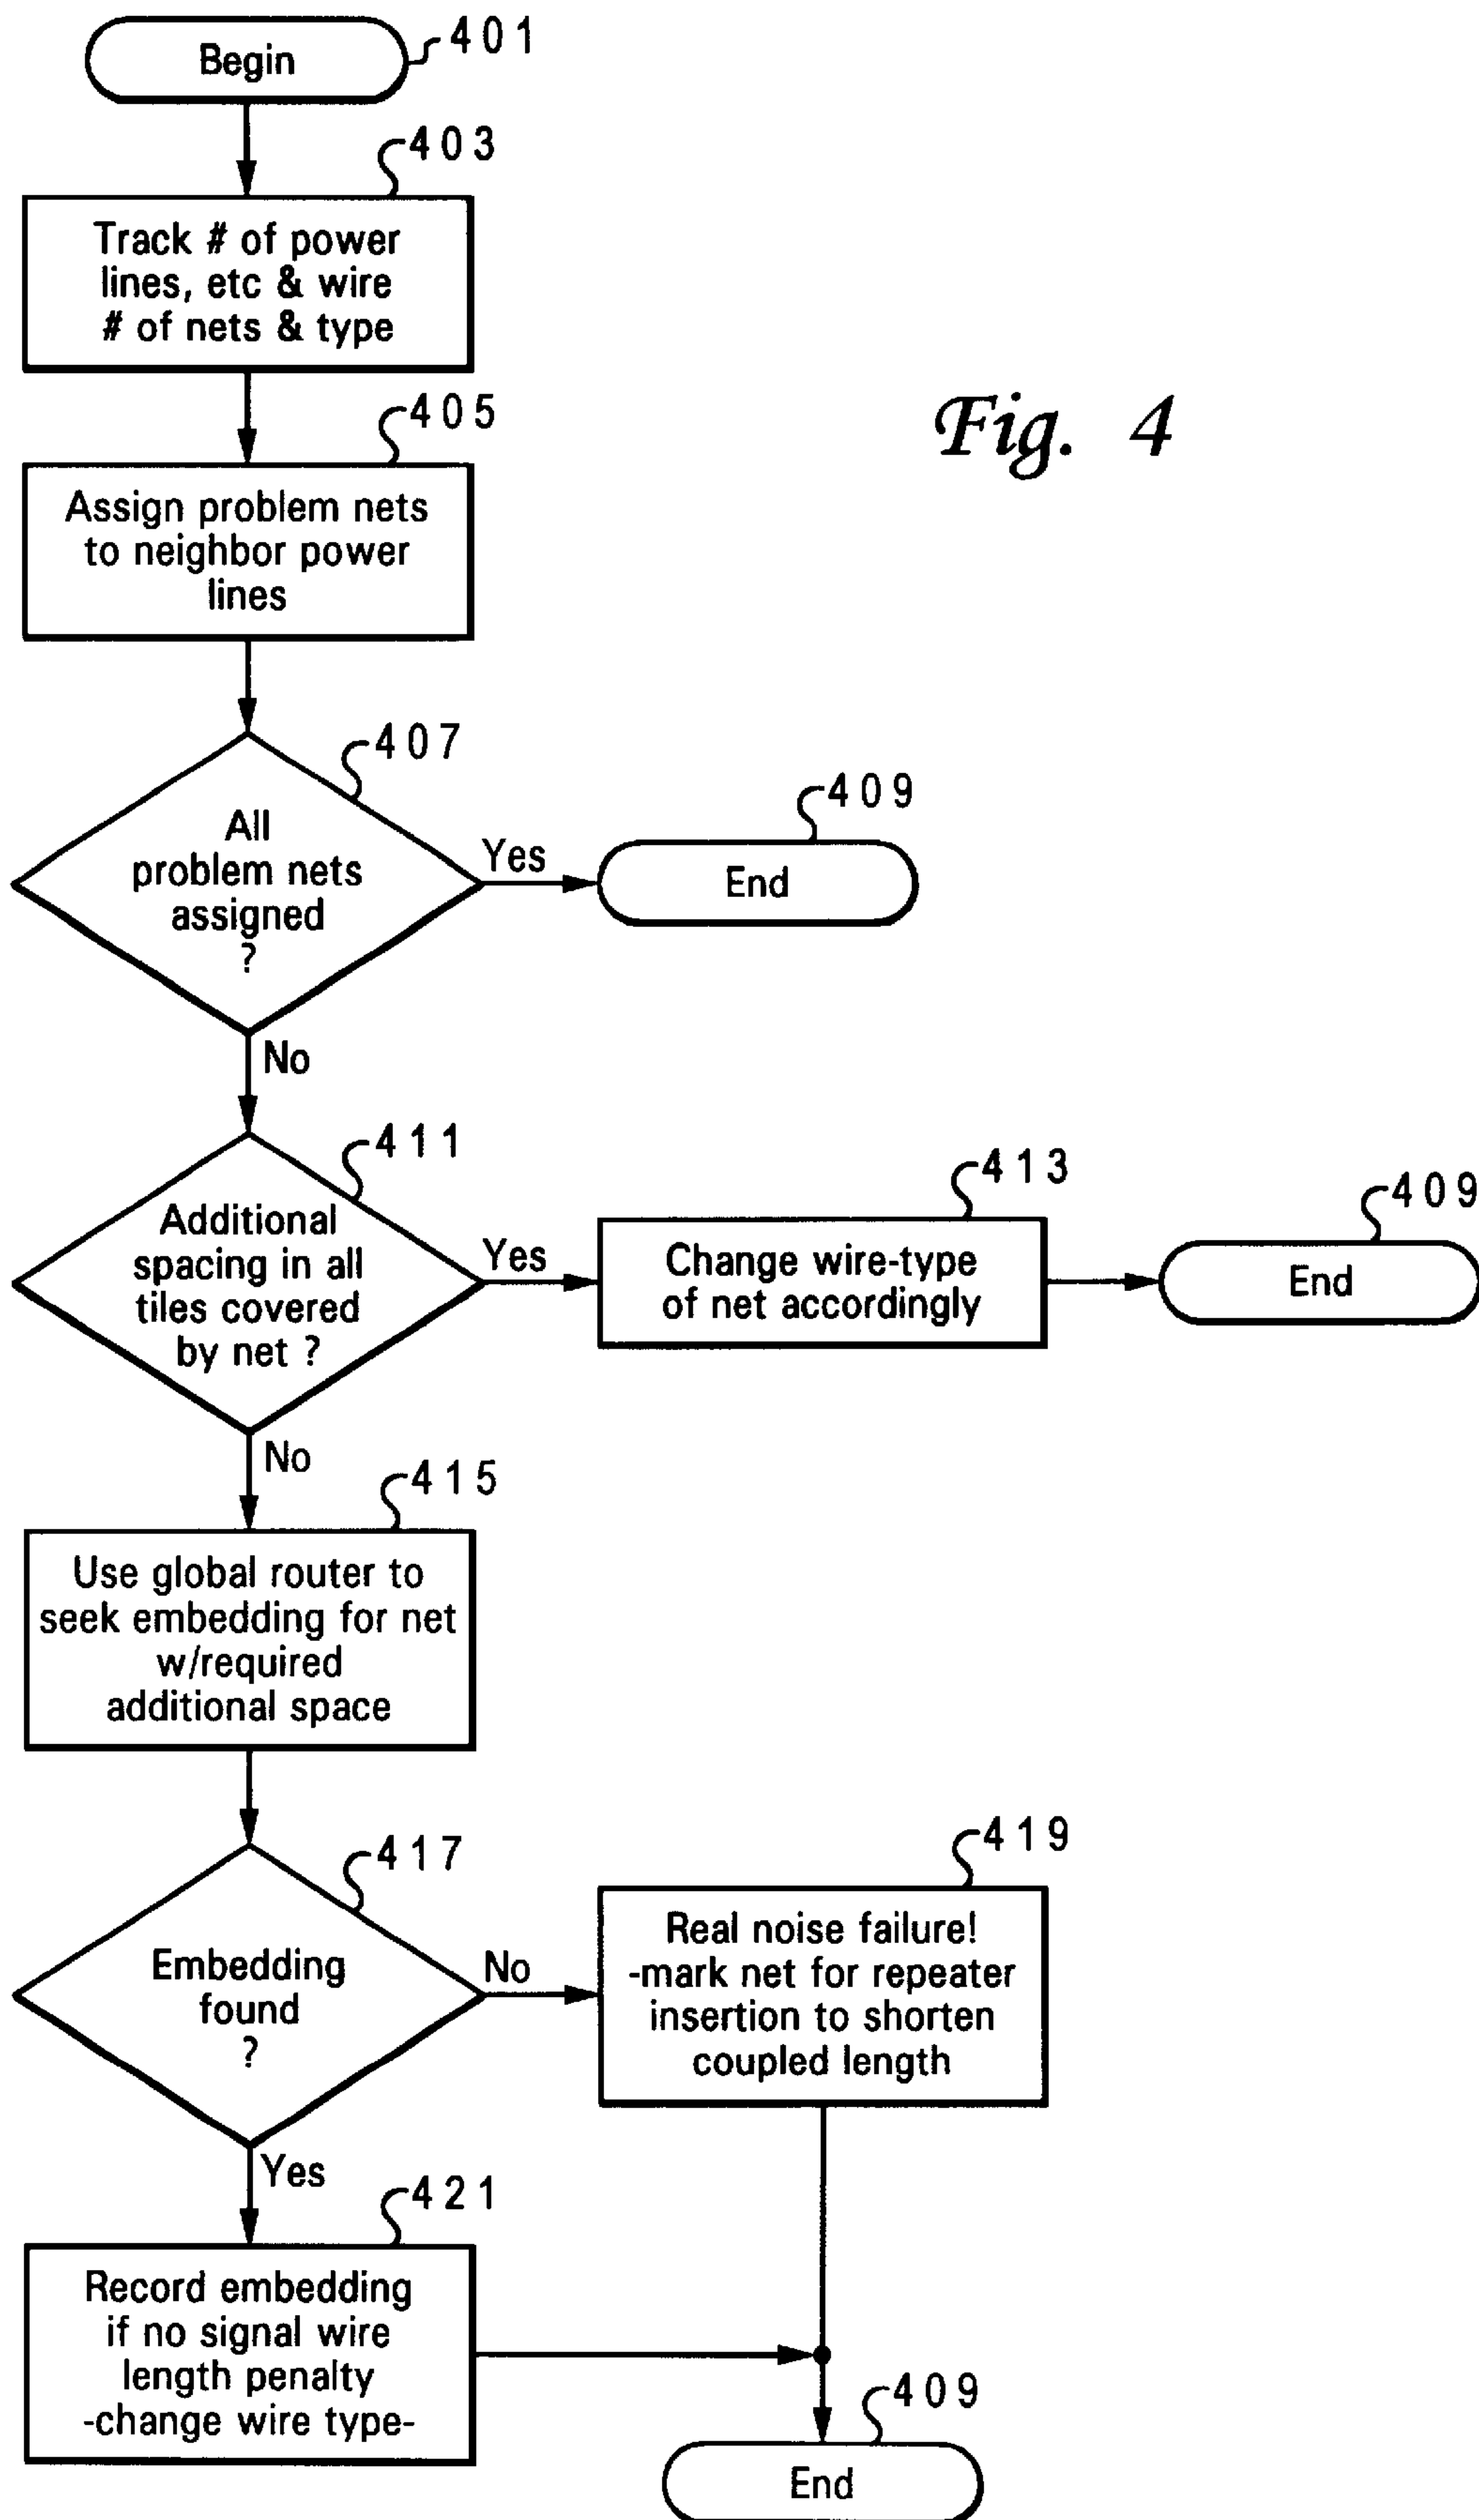 Begin
401
403
Track # of power
lines, etc & wire
# of nets & type
Fig. 4
405
Assign problem nets
to neighbor power
lines
407
All
problem nets
assigned
?
Yes
409
End
No
411
Additional
spacing in all
tiles covered
by net ?
Yes
413
Change wire-type
of net accordingly
409
End
No
415
Use global router to
seek embedding for net
w/required
additional space
417
Embedding
found
?
No
419
Real noise failure!
-mark net for repeater
insertion to shorten
coupled length
Yes
421
Record embedding
if no signal wire
length penalty
-change wire type-
409
End